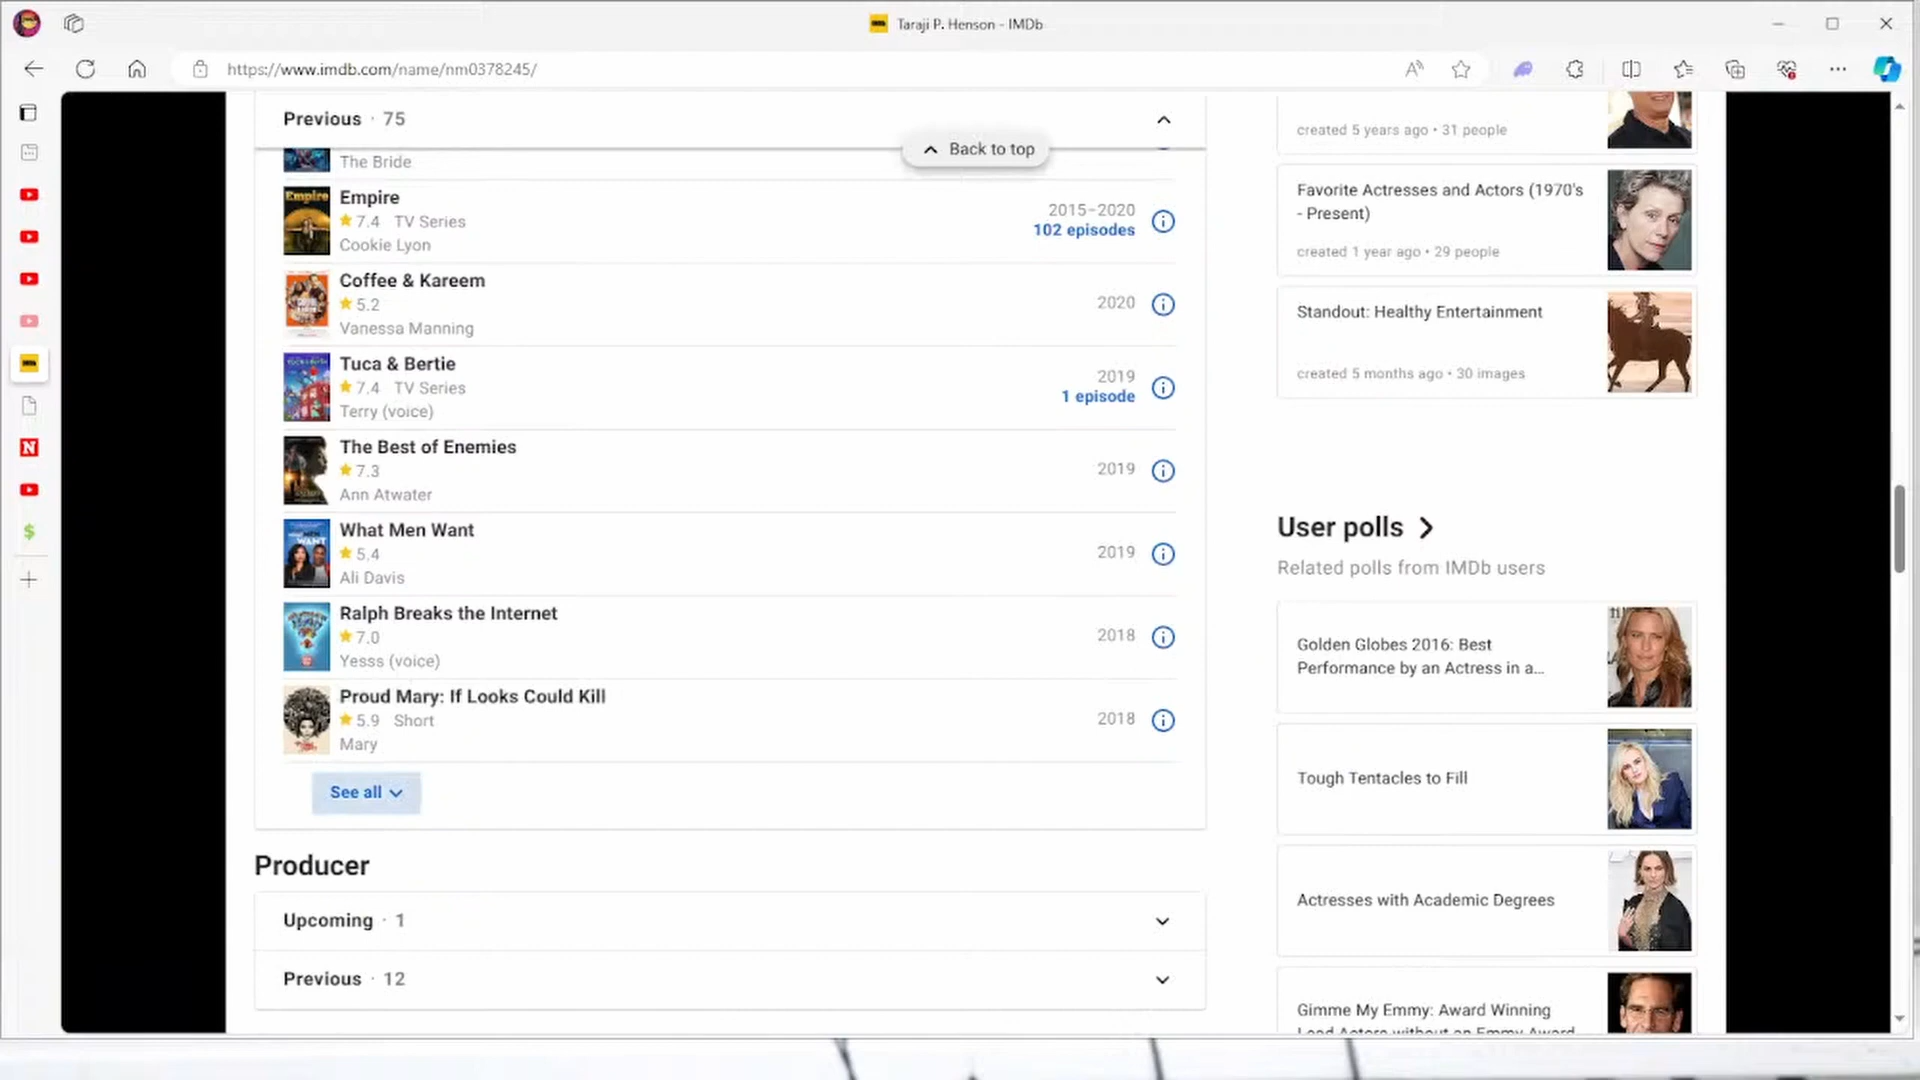 Taraji P. Henson - IMDb
https://www.imdb.com/name/nm0378245/
Previous · 75
Back to top
The Bride
Empire
7.4 TV Series
Cookie Lyon
2015–2020
102 episodes
Coffee & Kareem
5.2
Vanessa Manning
2020
Tuca & Bertie
7.4 TV Series
Terry (voice)
2019
1 episode
The Best of Enemies
7.3
Ann Atwater
2019
What Men Want
5.4
Ali Davis
2019
Ralph Breaks the Internet
7.0
Yesss (voice)
2018
Proud Mary: If Looks Could Kill
5.9 Short
Mary
2018
See all
Producer
Upcoming · 1
Previous · 12
created 5 years ago • 31 people
Favorite Actresses and Actors (1970's
- Present)
created 1 year ago • 29 people
Standout: Healthy Entertainment
created 5 months ago • 30 images
User polls
Related polls from IMDb users
Golden Globes 2016: Best
Performance by an Actress in a...
Tough Tentacles to Fill
Actresses with Academic Degrees
Gimme My Emmy: Award Winning
Lead Actors without an Emmy Award